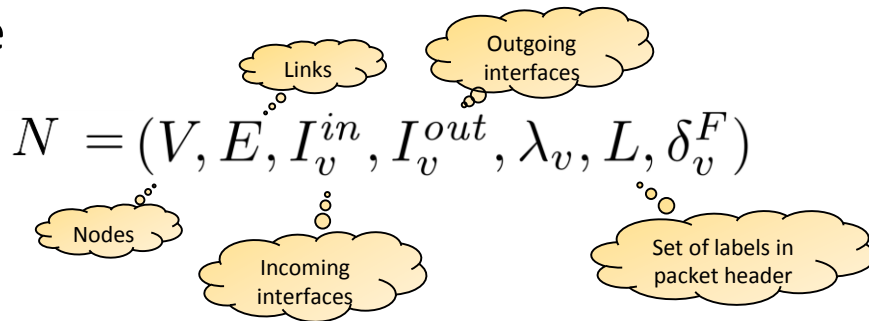 e
Links
Outgoing
interfaces
N = (V, E, I_v^{in}, I_v^{out}, λ_v, L, δ_v^F)
Nodes
Incoming
interfaces
Set of labels in
packet header